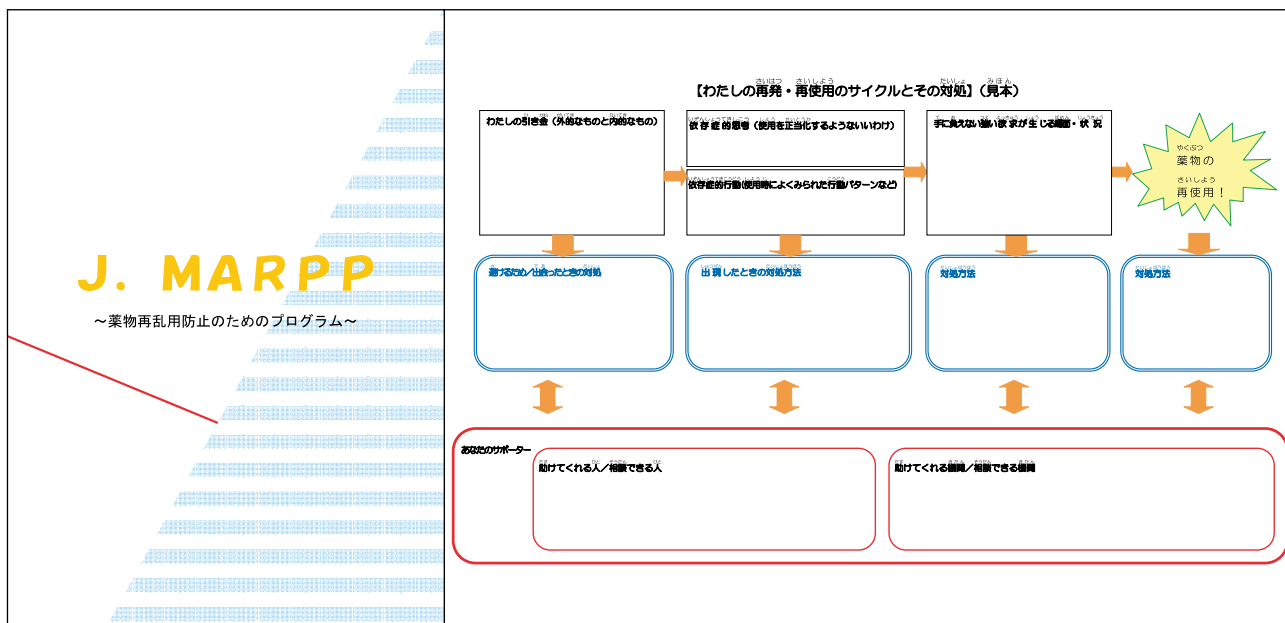 J. MARPP
～薬物再乱用防止のためのプログラム～
【わたしの再発・再使用のサイクルとその対処】（見本）
わたしの引き金（外的なものと内的なもの）
依存症的思考（使用を正当化するようないいわけ）
依存症的行動（使用時によくみられた行動パターンなど）
手に負えない強い欲求が生じる場面・状況
薬物の
再使用！
避けるため／出会ったときの対処
出現したときの対処方法
対処方法
対処方法
あなたのサポーター
助けてくれる人／相談できる人
助けてくれる機関／相談できる機関